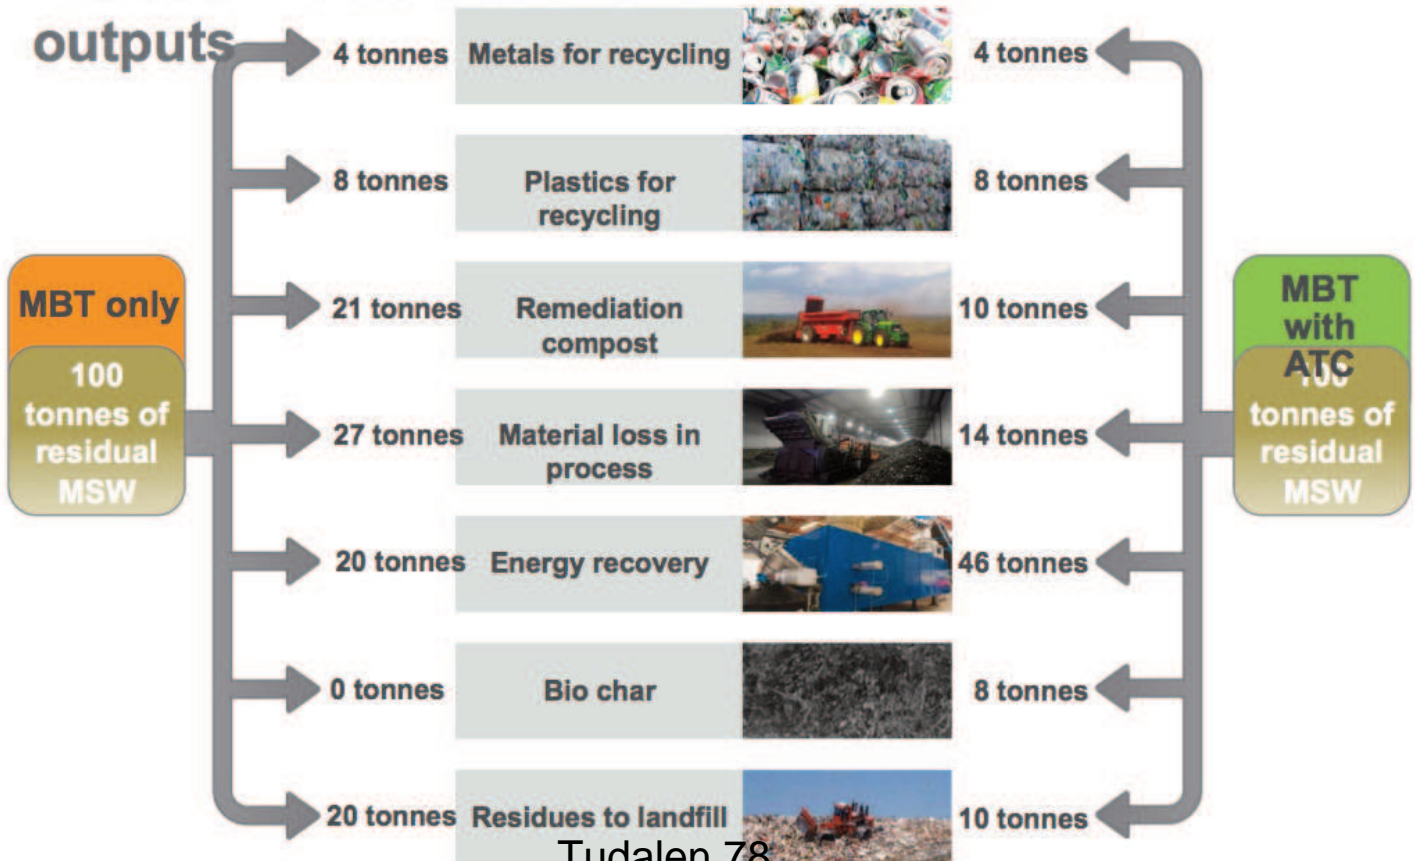 outputs
4 tonnes Metals for recycling 4 tonnes
8 tonnes Plastics for recycling 8 tonnes
21 tonnes Remediation compost 10 tonnes
27 tonnes Material loss in process 14 tonnes
20 tonnes Energy recovery 46 tonnes
0 tonnes Bio char 8 tonnes
20 tonnes Residues to landfill 10 tonnes
MBT only
100
tonnes of
residual
MSW
MBT
with
ATC
100
tonnes of
residual
MSW
Tudalen 78